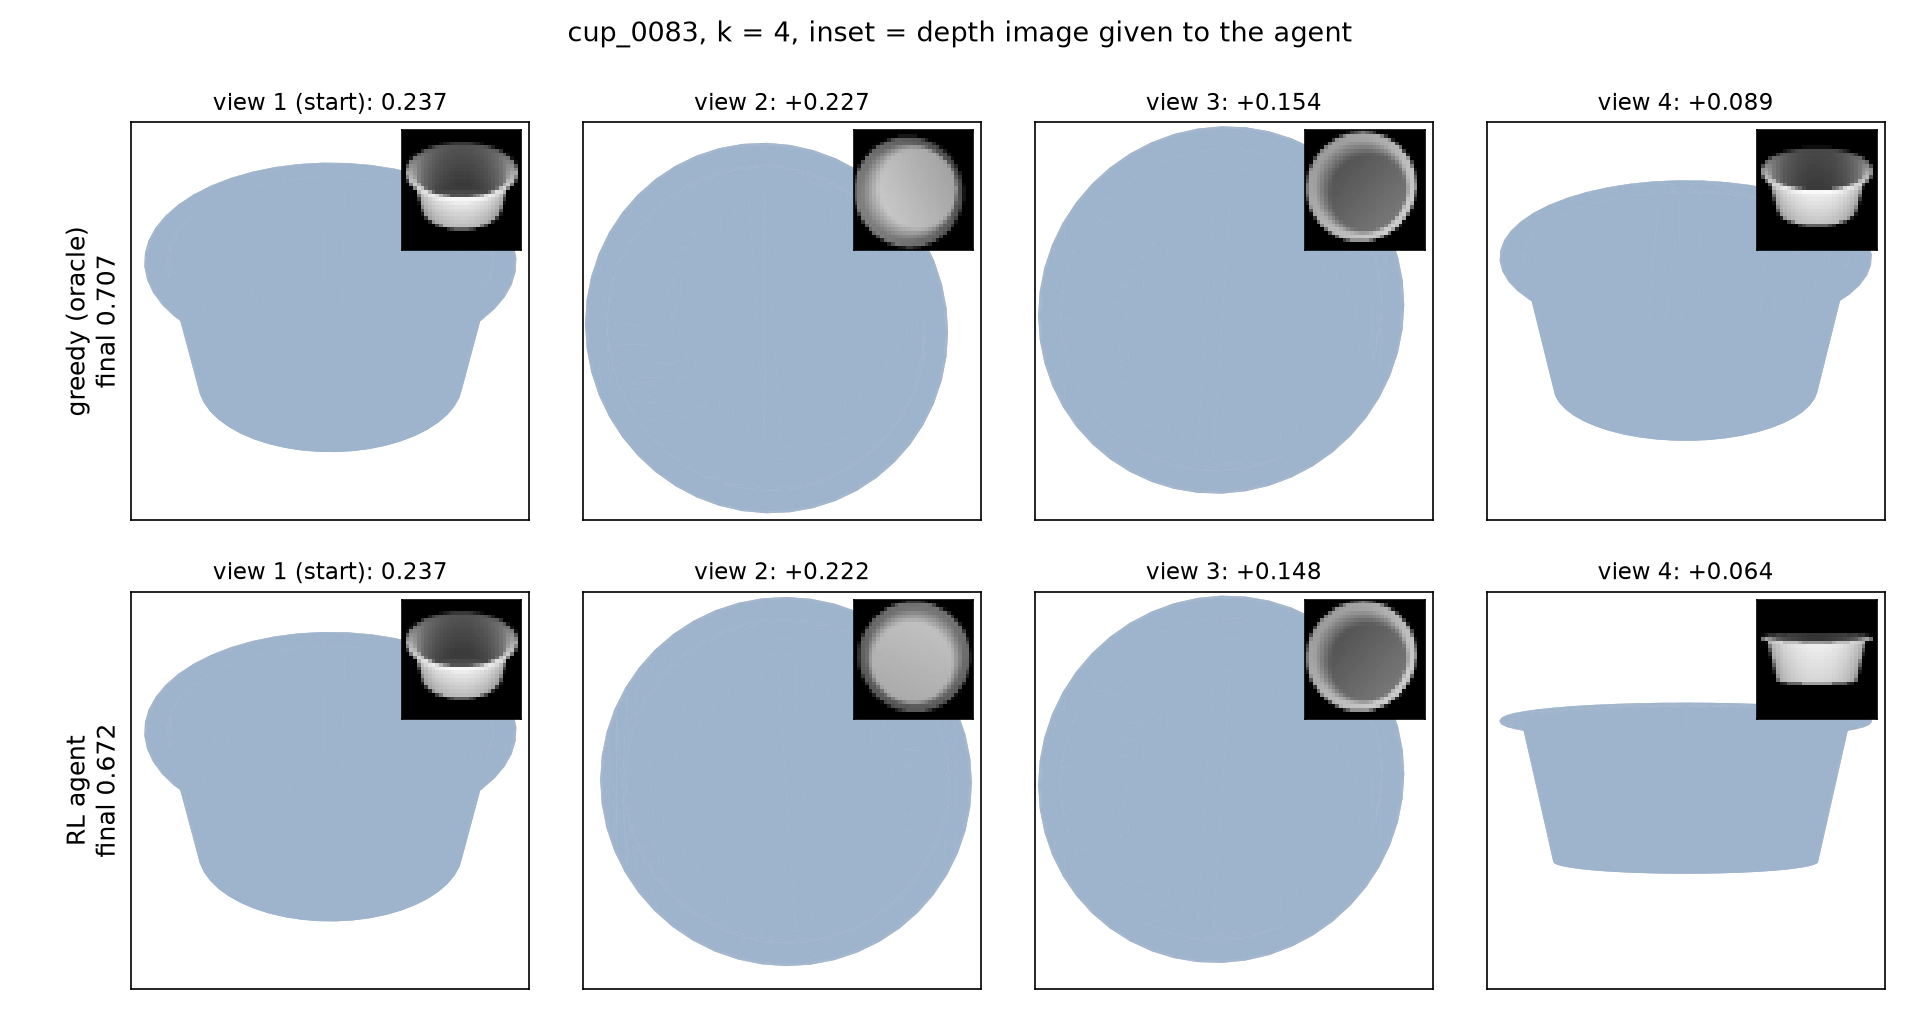 cup_0083, k = 4, inset = depth image given to the agent
greedy (oracle)
final 0.707
view 1 (start): 0.237
view 2: +0.227
view 3: +0.154
view 4: +0.089
RL agent
final 0.672
view 1 (start): 0.237
view 2: +0.222
view 3: +0.148
view 4: +0.064